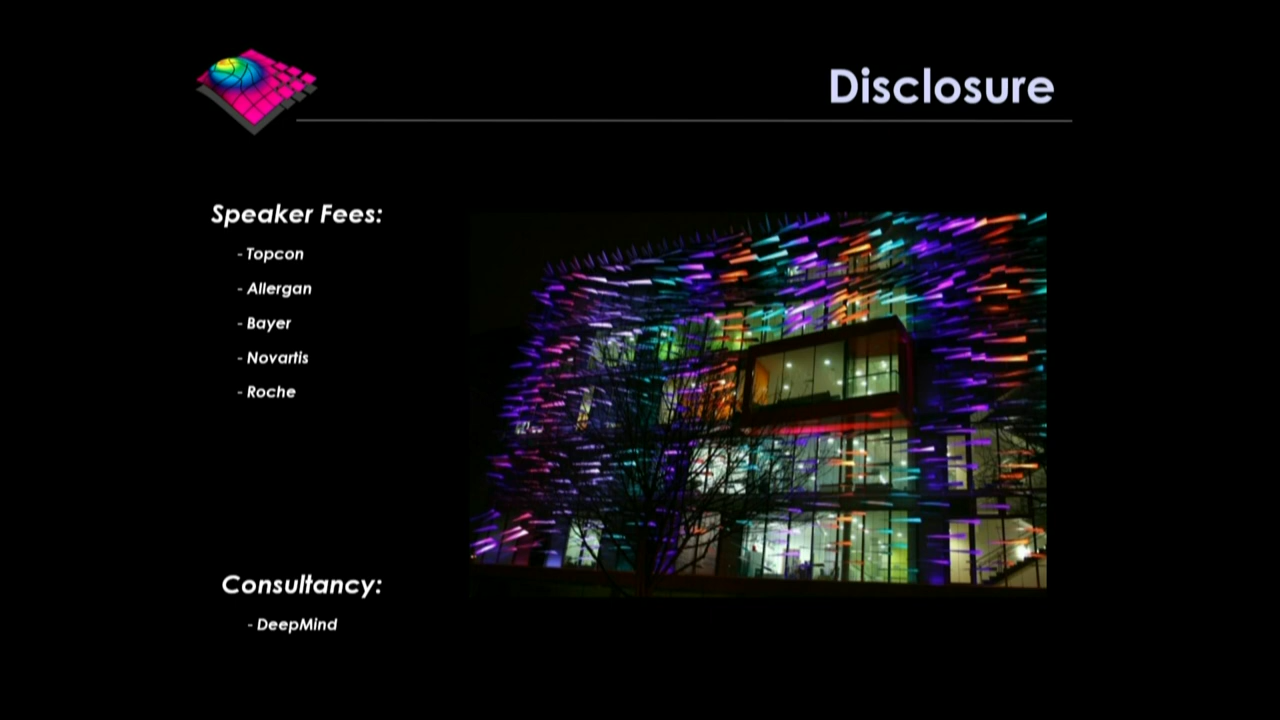 Disclosure
Speaker Fees:
- Topcon
- Allergan
- Bayer
- Novartis
- Roche
Consultancy:
- DeepMind